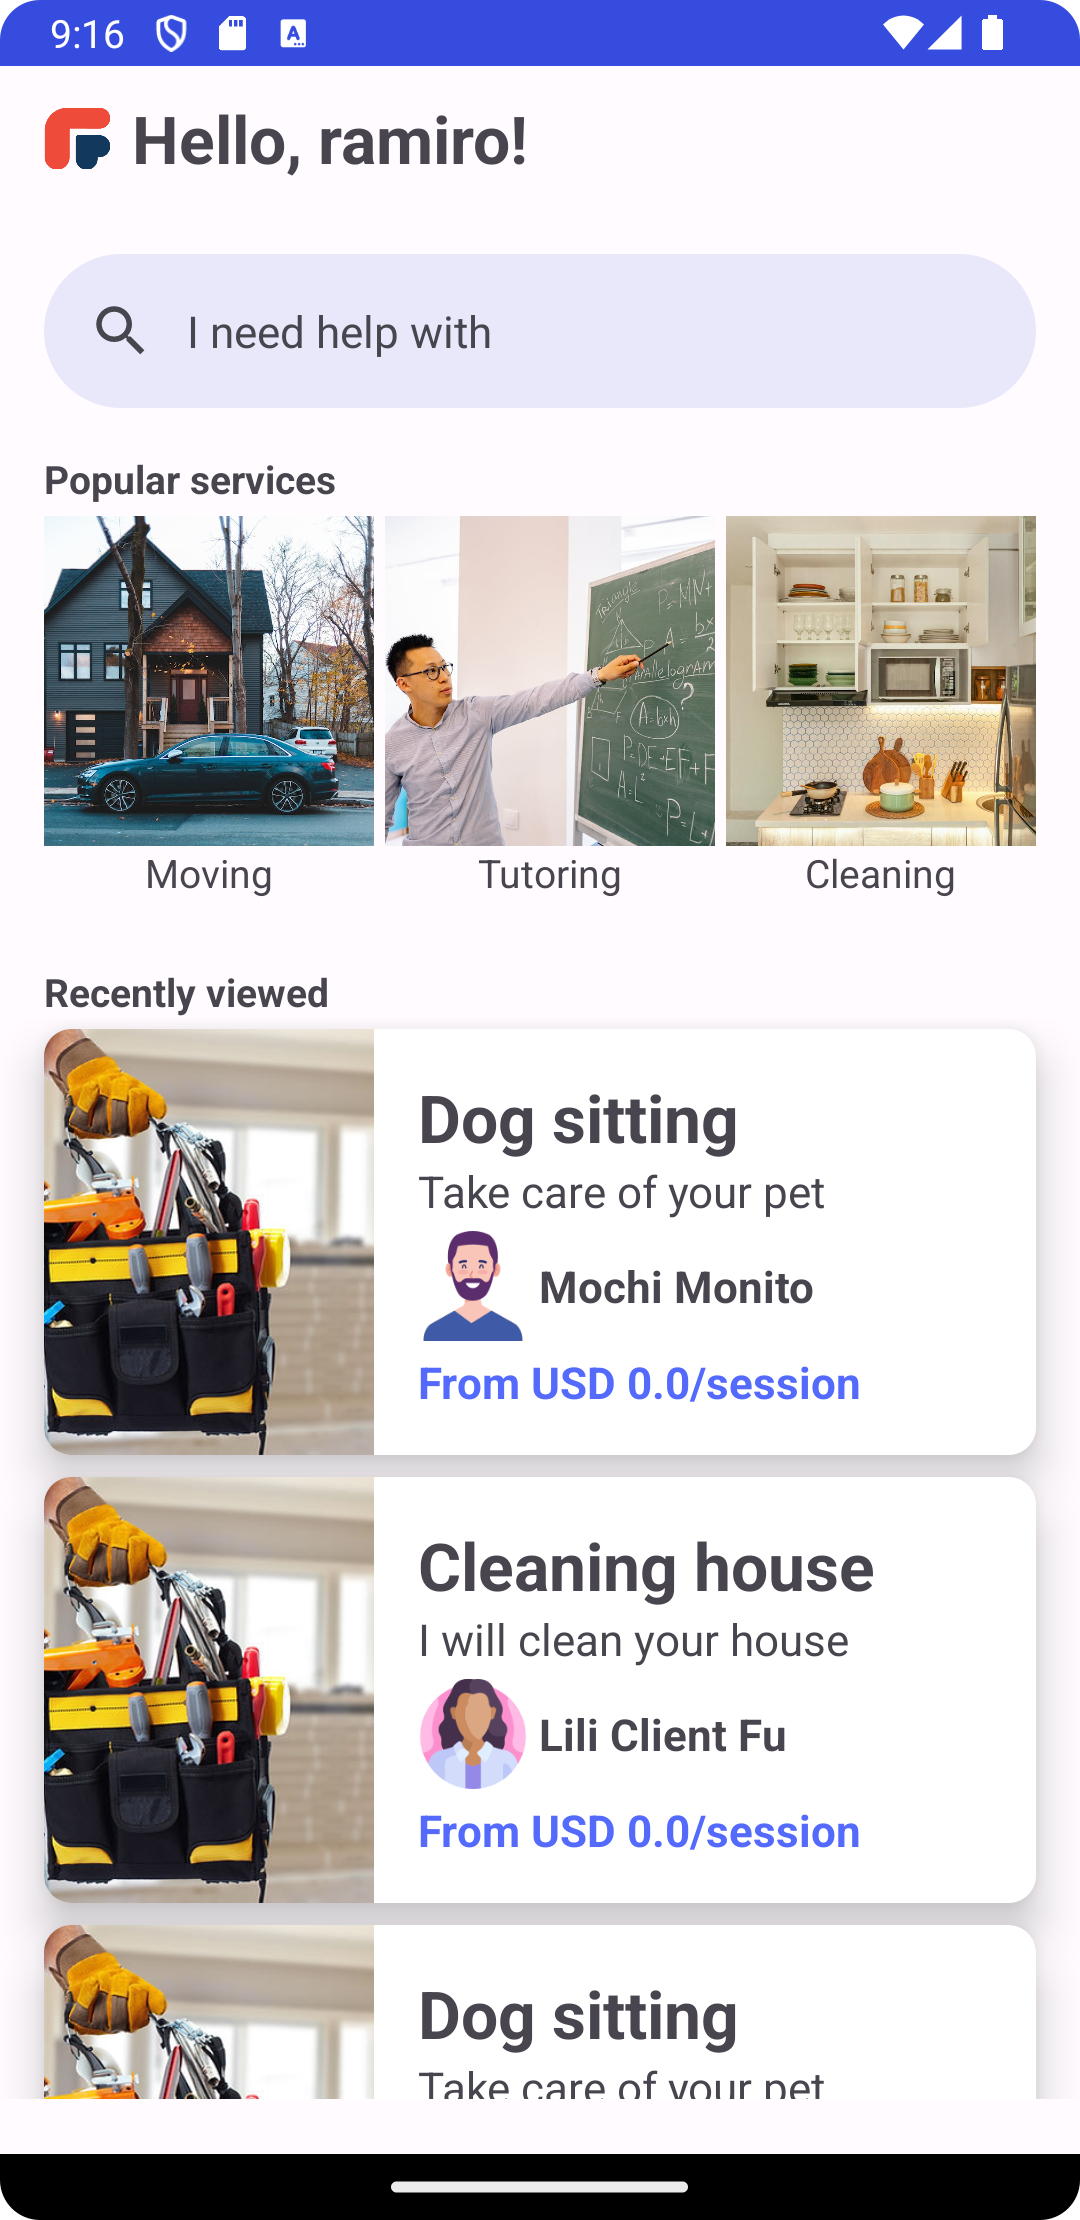 9:16
Hello, ramiro!
I need help with
Popular services
Moving
Tutoring
Cleaning
Recently viewed
Dog sitting
Take care of your pet
Mochi Monito
From USD 0.0/session
Cleaning house
I will clean your house
Lili Client Fu
From USD 0.0/session
Dog sitting
Take care of your pet